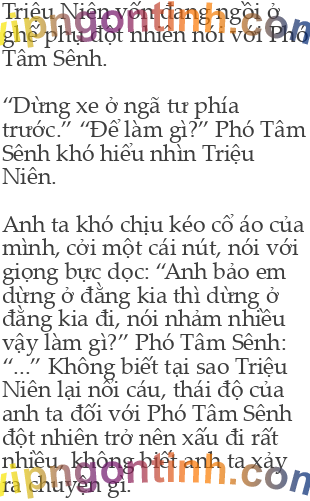 Triệu Niên vốn đang ngồi ở
ghế phụ đột nhiên nói với Phó
Tâm Sênh.
“Dừng xe ở ngã tư phía
trước.” “Để làm gì?” Phó Tâm
Sênh khó hiểu nhìn Triệu
Niên.
Anh ta khó chịu kéo cổ áo của
mình, cởi một cái nút, nói với
giọng bực dọc: “Anh bảo em
dừng ở đằng kia thì dừng ở
đằng kia đi, nói nhảm nhiều
vậy làm gì?” Phó Tâm Sênh:
“...” Không biết tại sao Triệu
Niên lại nổi cáu, thái độ của
anh ta đối với Phó Tâm Sênh
đột nhiên trở nên xấu đi rất
nhiều, không biết anh ta xảy
ra chuyện gì.
vipngontinh.com
vipngontinh.com